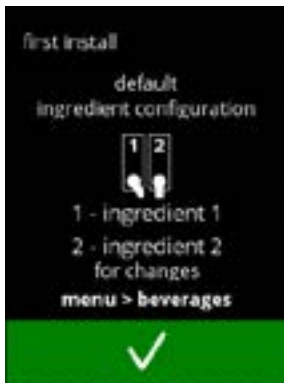 first install
default
ingredient configuration
1 2
1 - ingredient 1
2 - ingredient 2
for changes
menu > beverages